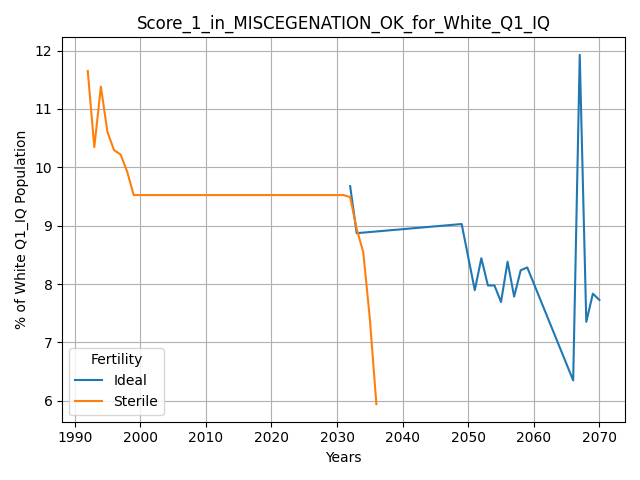 Score_1_in_MISCEGENATION_OK_for_White_Q1_IQ
% of White Q1_IQ Population
12
11
10
9
8
7
6
Fertility
Ideal
Sterile
1990 2000 2010 2020 2030 2040 2050 2060 2070
Years